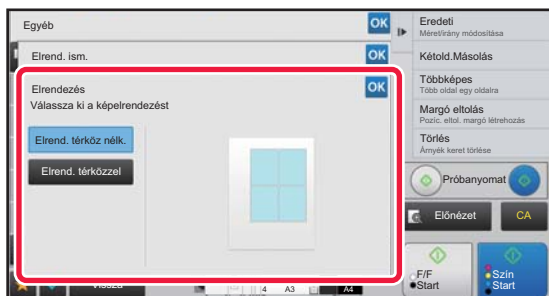 Egyéb
OK
Elrend. ism.
OK
Elrendezés
OK
Válassza ki a képelrendezést
Elrend. térköz nélk.
Elrend. térközzel
Eredeti
Méret/irány módosítása
Kétold.Másolás
Többképes
Több oldal egy oldalra
Margó eltolás
Pozíc. eltol. margó létrehozás
Törlés
Árnyék keret törlése
Próbanyomat
Előnézet
CA
F/F
Start
Szín
Start
Vissza
4
A3
A4